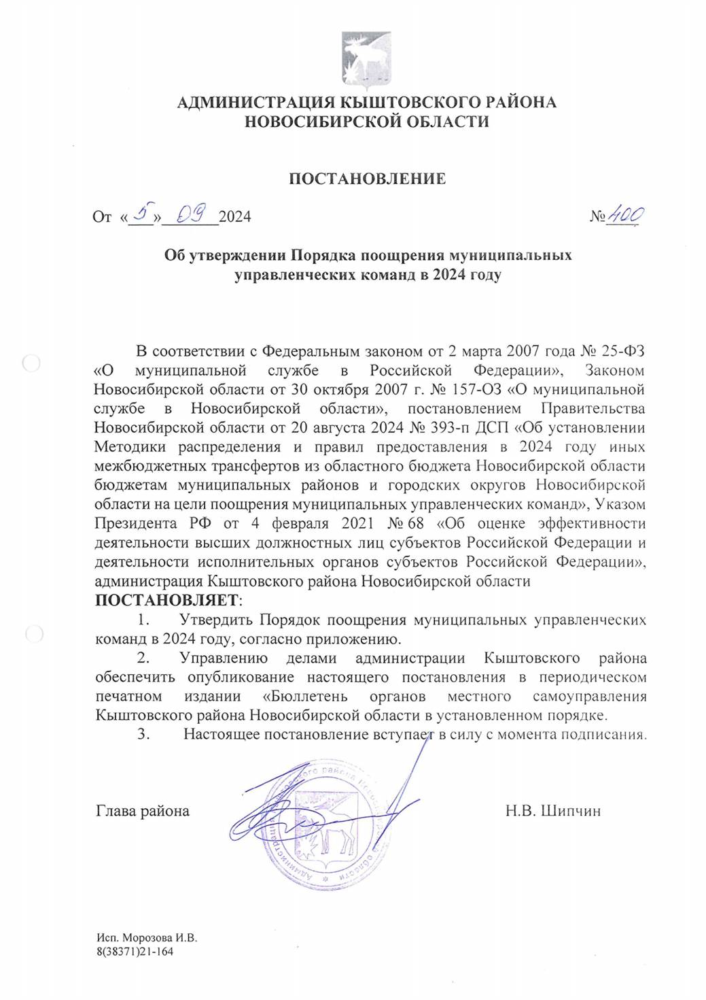 АДМИНИСТРАЦИЯ КЫШТОВСКОГО РАЙОНА
НОВОСИБИРСКОЙ ОБЛАСТИ
ПОСТАНОВЛЕНИЕ
От «5» 09 2024 № 400
Об утверждении Порядка поощрения муниципальных
управленческих команд в 2024 году
В соответствии с Федеральным законом от 2 марта 2007 года № 25-ФЗ
«О муниципальной службе в Российской Федерации», Законом
Новосибирской области от 30 октября 2007 г. № 157-ОЗ «О муниципальной
службе в Новосибирской области», постановлением Правительства
Новосибирской области от 20 августа 2024 № 393-п ДСП «Об установлении
Методики распределения и правил предоставления в 2024 году иных
межбюджетных трансфертов из областного бюджета Новосибирской области
бюджетам муниципальных районов и городских округов Новосибирской
области на цели поощрения муниципальных управленческих команд», Указом
Президента РФ от 4 февраля 2021 № 68 «Об оценке эффективности
деятельности высших должностных лиц субъектов Российской Федерации и
деятельности исполнительных органов субъектов Российской Федерации»,
администрация Кыштовского района Новосибирской области
ПОСТАНОВЛЯЕТ:
1. Утвердить Порядок поощрения муниципальных управленческих
команд в 2024 году, согласно приложению.
2. Управлению делами администрации Кыштовского района
обеспечить опубликование настоящего постановления в периодическом
печатном издании «Бюллетень органов местного самоуправления
Кыштовского района Новосибирской области в установленном порядке.
3. Настоящее постановление вступает в силу с момента подписания.
Глава района Н.В. Шипчин
Администрация Кыштовского района Новосибирской области *
Исп. Морозова И.В.
8(38371)21-164